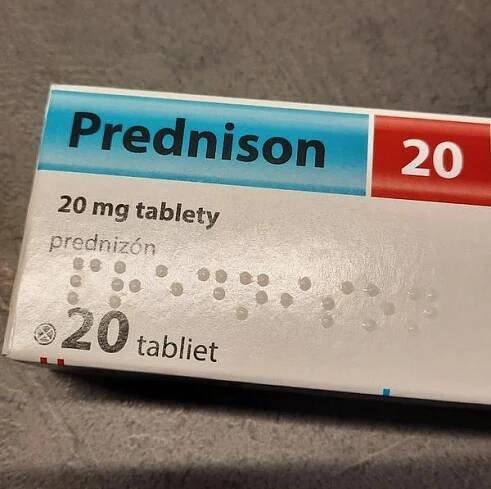 Prednison 20
20 mg tablety
prednizón
20 tabliet